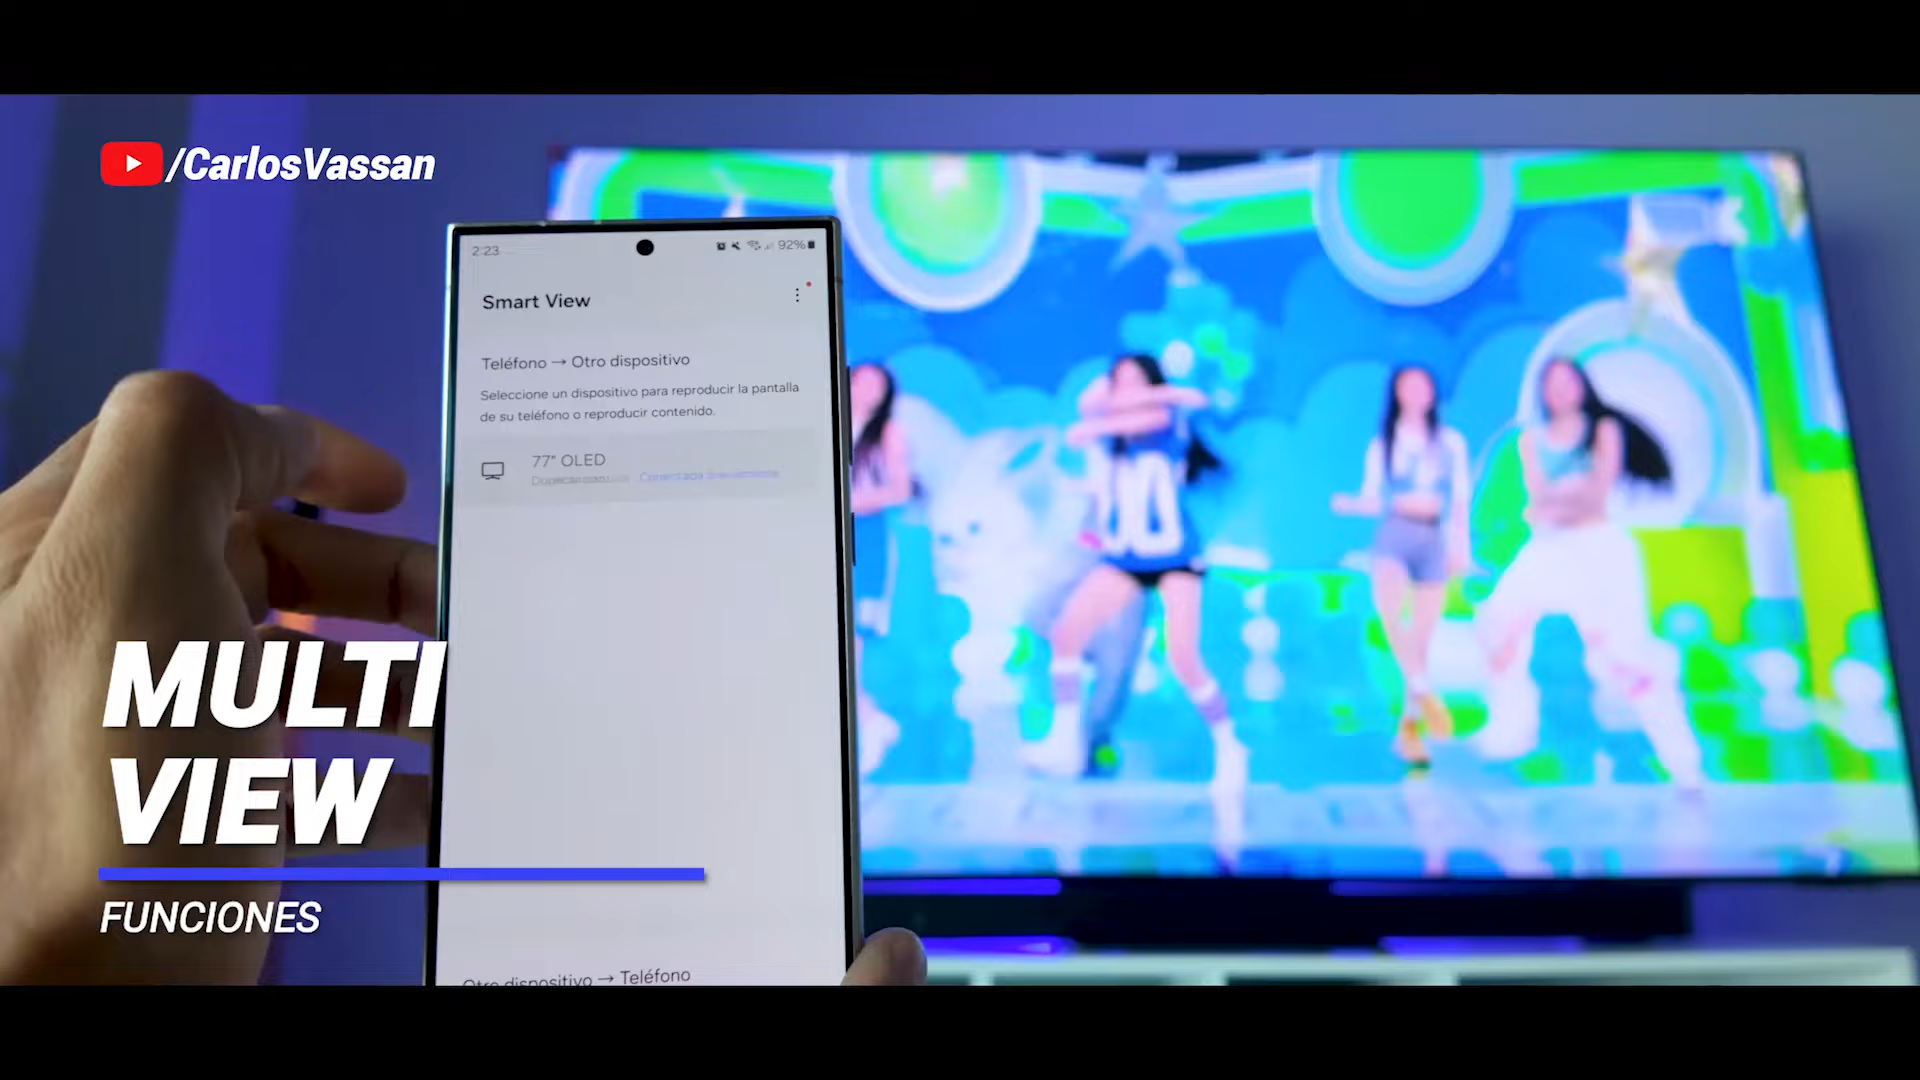 /CarlosVassan
2:23
92%
Smart View
Teléfono → Otro dispositivo
Seleccione un dispositivo para reproducir la pantalla
de su teléfono o reproducir contenido.
77" OLED
MULTI
VIEW
FUNCIONES
Otro dispositivo → Teléfono